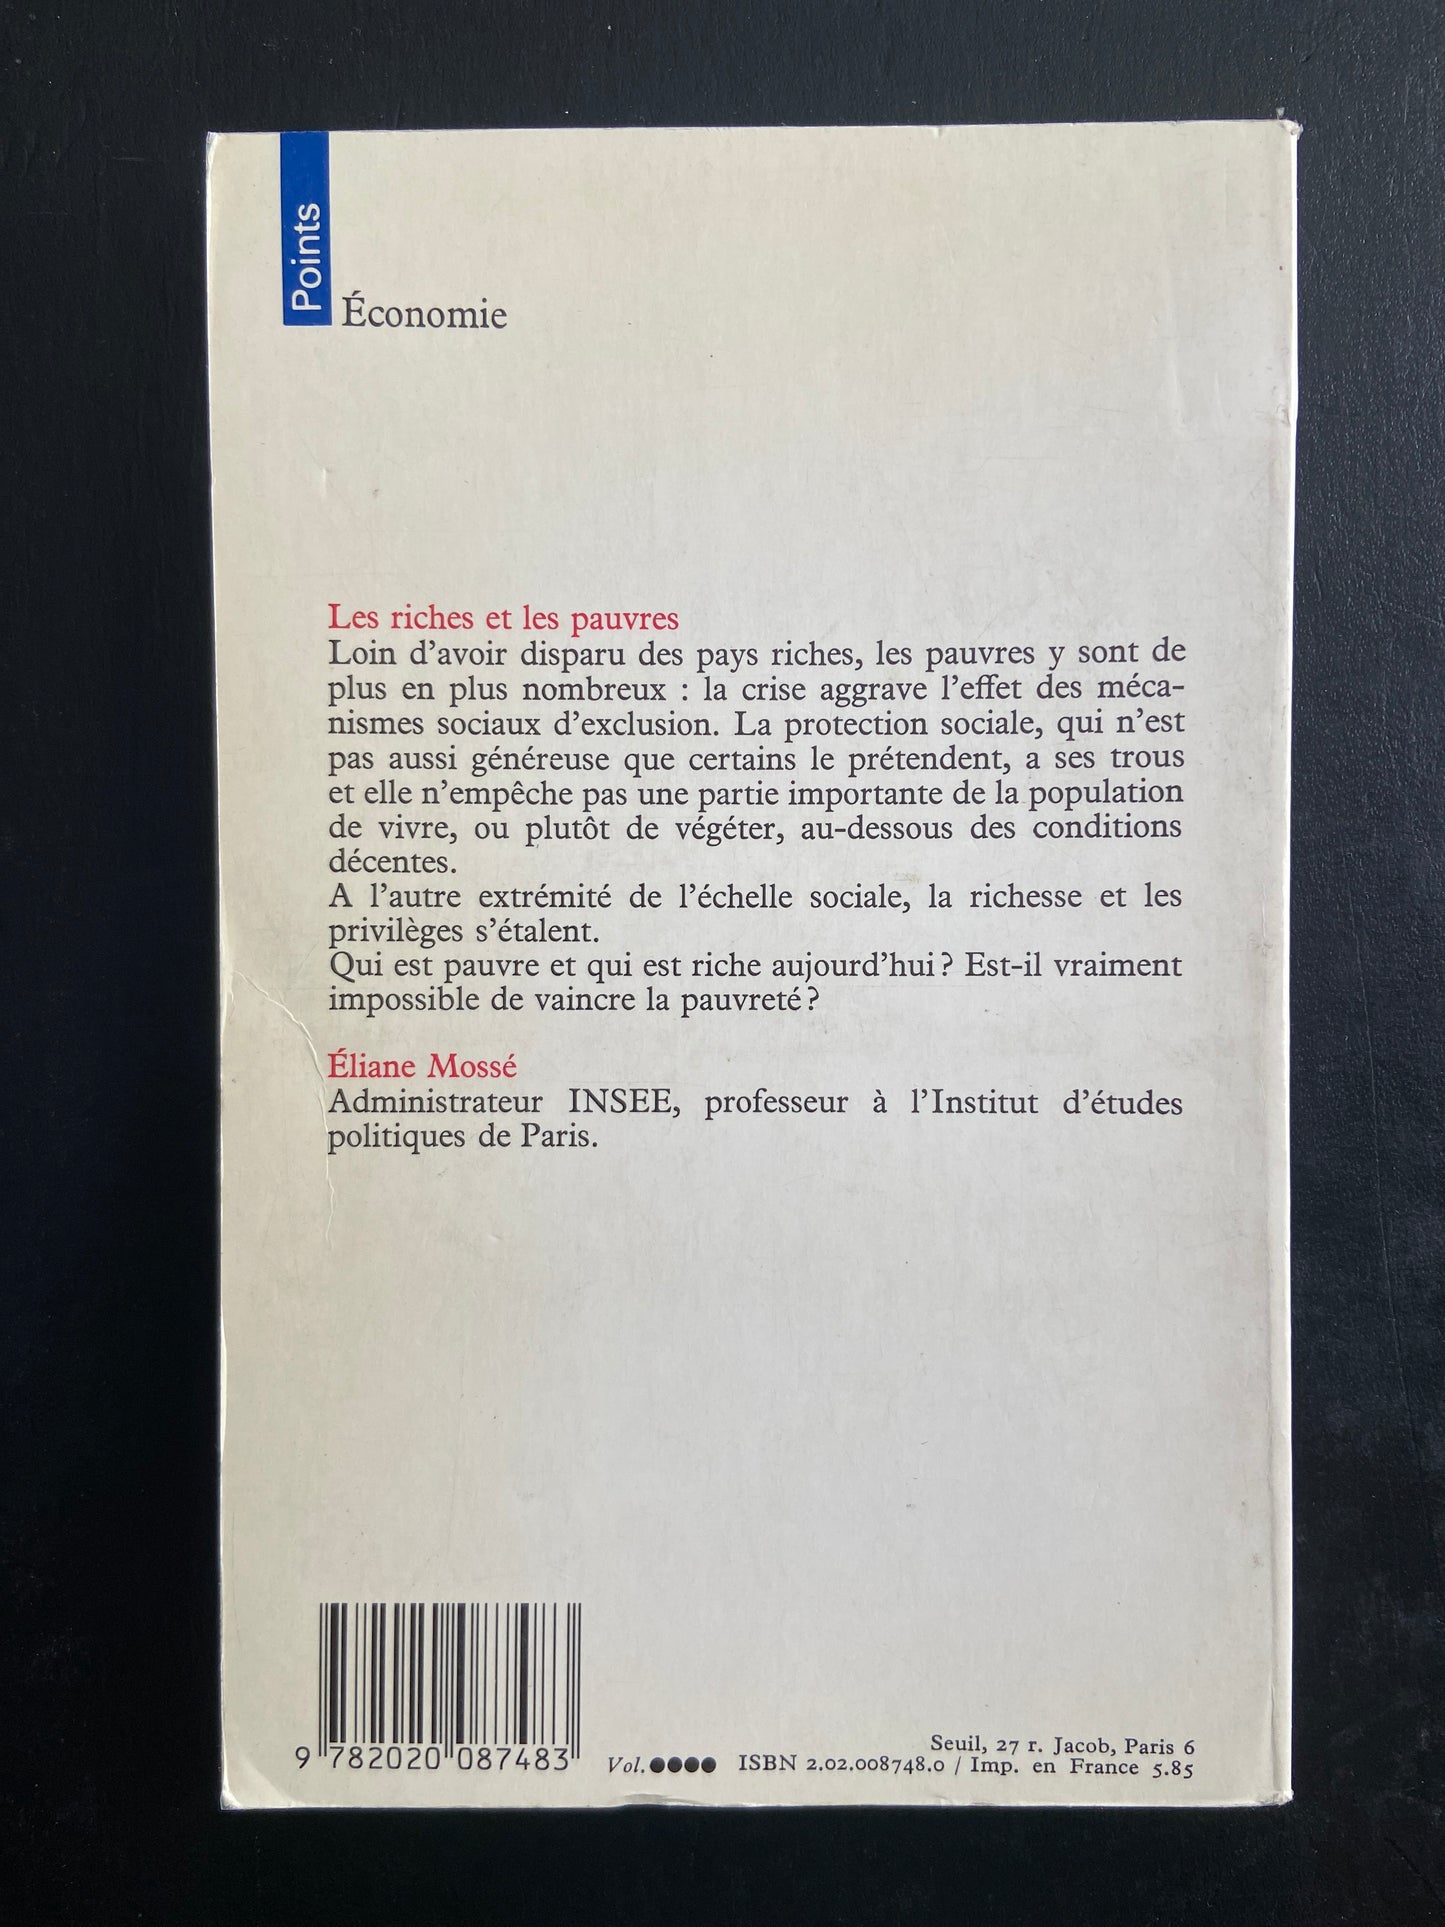 Points
Économie
Les riches et les pauvres
Loin d'avoir disparu des pays riches, les pauvres y sont de
plus en plus nombreux : la crise aggrave l'effet des méca-
nismes sociaux d'exclusion. La protection sociale, qui n'est
pas aussi généreuse que certains le prétendent, a ses trous
et elle n'empêche pas une partie importante de la population
de vivre, ou plutôt de végéter, au-dessous des conditions
décentes.
A l'autre extrémité de l'échelle sociale, la richesse et les
privilèges s'étalent.
Qui est pauvre et qui est riche aujourd'hui? Est-il vraiment
impossible de vaincre la pauvreté?
Éliane Mossé
Administrateur INSEE, professeur à l'Institut d'études
politiques de Paris.
9 782020 087483
Seuil, 27 r. Jacob, Paris 6
Vol.●●●● ISBN 2.02.008748.0 / Imp. en France 5.85